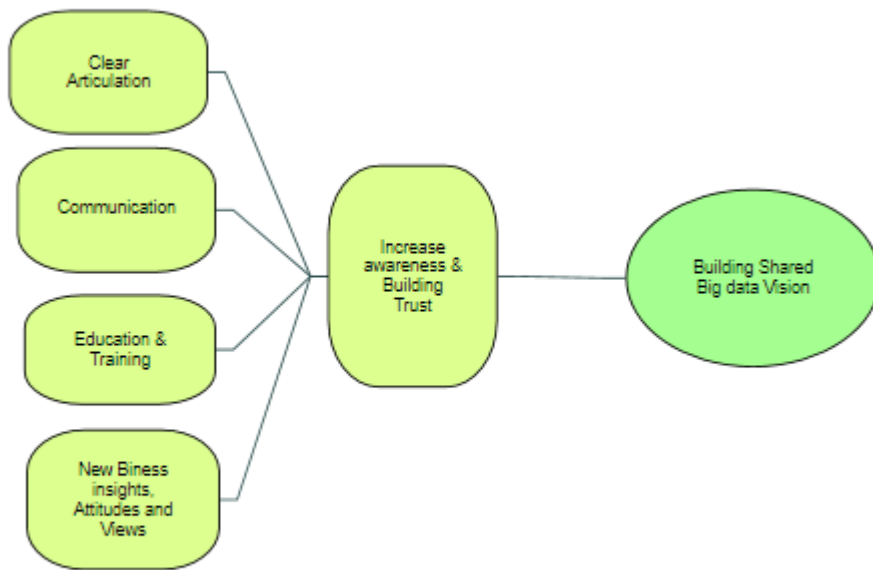 Clear
Articulation
Communication
Education &
Training
New Biness
insights,
Attitudes and
Views
Increase
awareness &
Building
Trust
Building Shared
Big data Vision